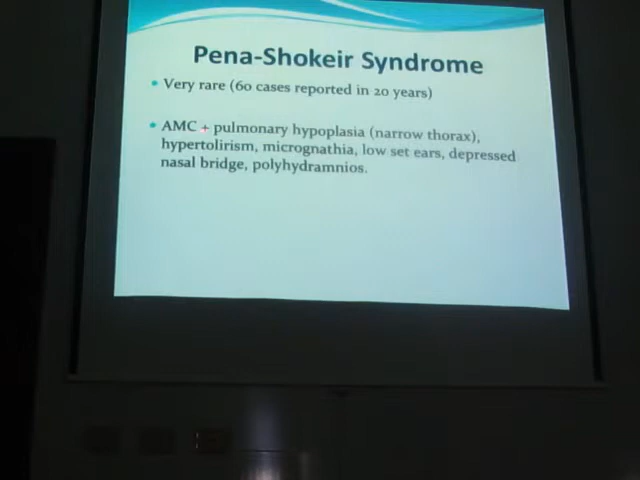 Pena-Shokeir Syndrome
• Very rare (60 cases reported in 20 years)
• AMC + pulmonary hypoplasia (narrow thorax),
hypertolirism, micrognathia, low set ears, depressed
nasal bridge, polyhydramnios.